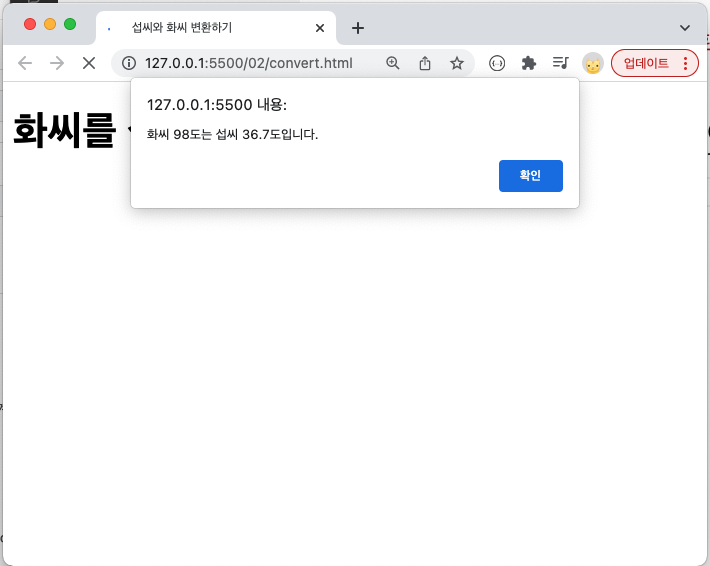 섭씨와 화씨 변환하기
127.0.0.1:5500/02/convert.html
업데이트
127.0.0.1:5500 내용:
화씨 98도는 섭씨 36.7도입니다.
확인
화씨를